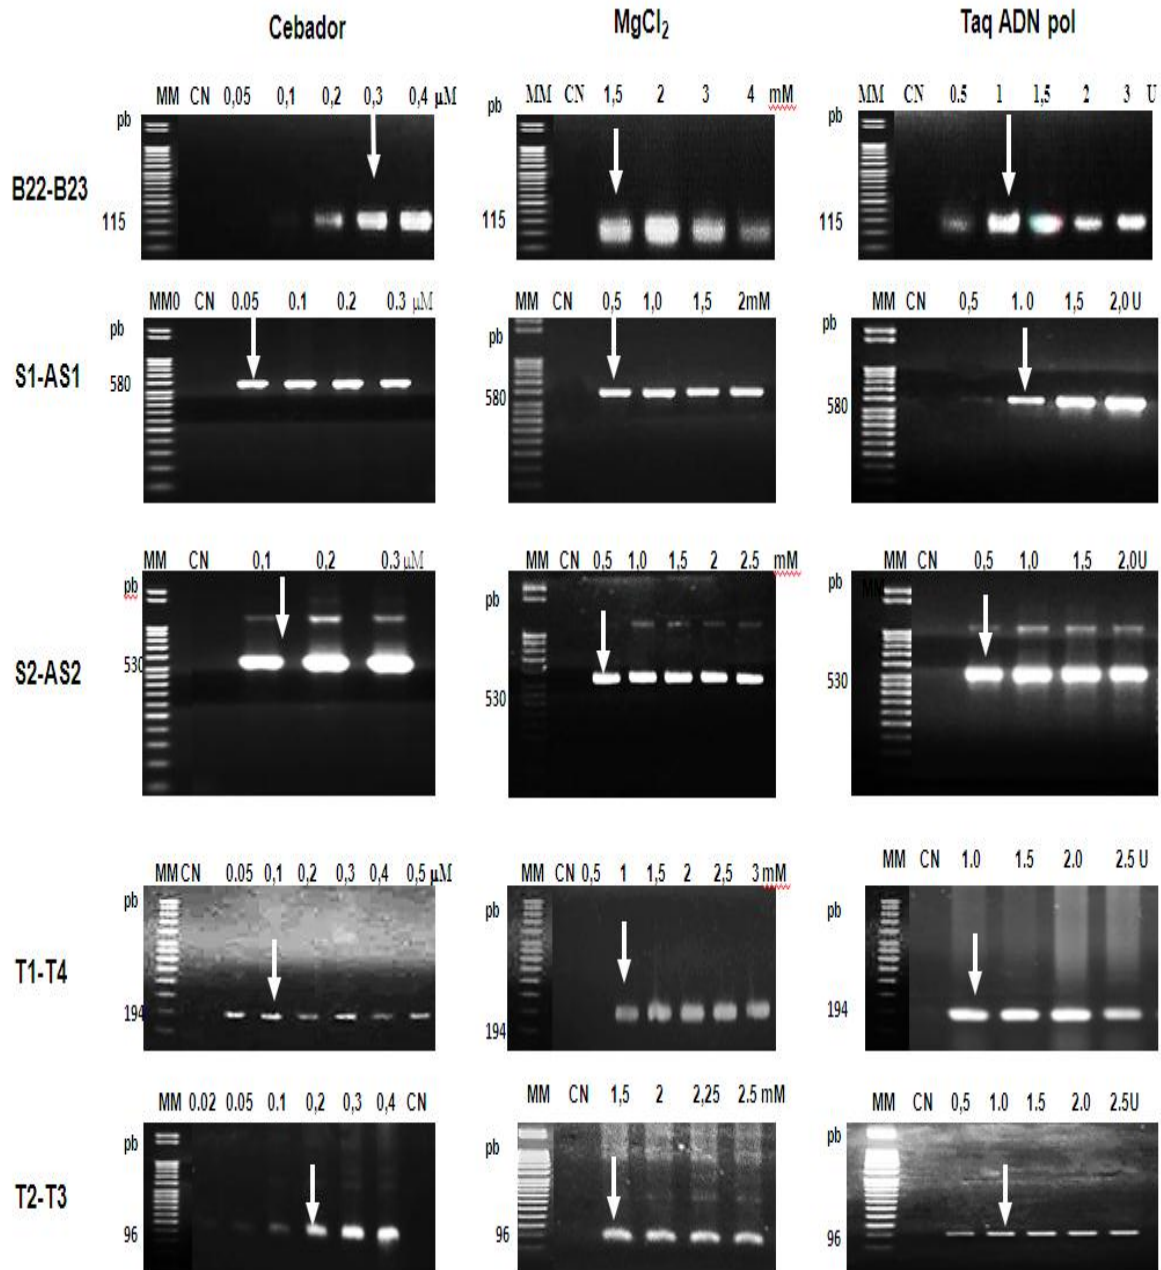 Cebador MgCl₂ Taq ADN pol
MM CN 0,05 0,1 0,2 0,3 0,4 µM
pb
B22-B23
115
MM CN 1,5 2 3 4 mM
pb
115
MM CN 0.5 1 1,5 2 3 U
pb
115
MM0 CN 0.05 0.1 0.2 0.3 µM
pb
S1-AS1
580
MM CN 0,5 1,0 1,5 2mM
pb
580
MM CN 0,5 1.0 1,5 2,0 U
pb
580
MM CN 0,1 0,2 0.3 µM
pb
S2-AS2
530
MM CN 0,5 1,0 1,5 2 2.5 mM
pb
530
MM CN 0,5 1.0 1,5 2.0U
pb
MM
530
MM CN 0.05 0,1 0,2 0,3 0,4 0,5 µM
pb
T1-T4
194
MM CN 0,5 1 1,5 2 2,5 3 mM
pb
194
MM CN 1.0 1.5 2.0 2.5 U
pb
194
MM 0.02 0.05 0.1 0,2 0,3 0,4 CN
pb
T2-T3
96
MM CN 1,5 2 2,25 2.5 mM
pb
96
MM CN 0,5 1.0 1.5 2.0 2.5U
pb
96